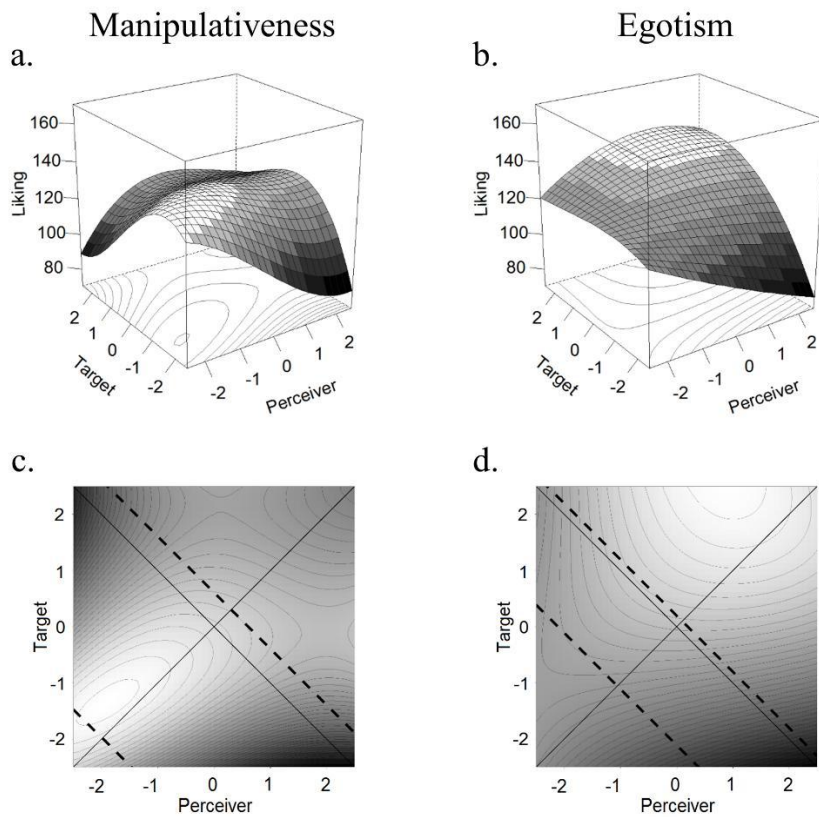 Manipulativeness
Egotism
a.
b.
160
140
120
100
80
Liking
2
1
0
-1
-2
Target
-2
-1
0
1
2
Perceiver
160
140
120
100
80
Liking
2
1
0
-1
-2
Target
-2
-1
0
1
2
Perceiver
c.
d.
2
1
0
-1
-2
Target
-2 -1 0 1 2
Perceiver
2
1
0
-1
-2
Target
-2 -1 0 1 2
Perceiver